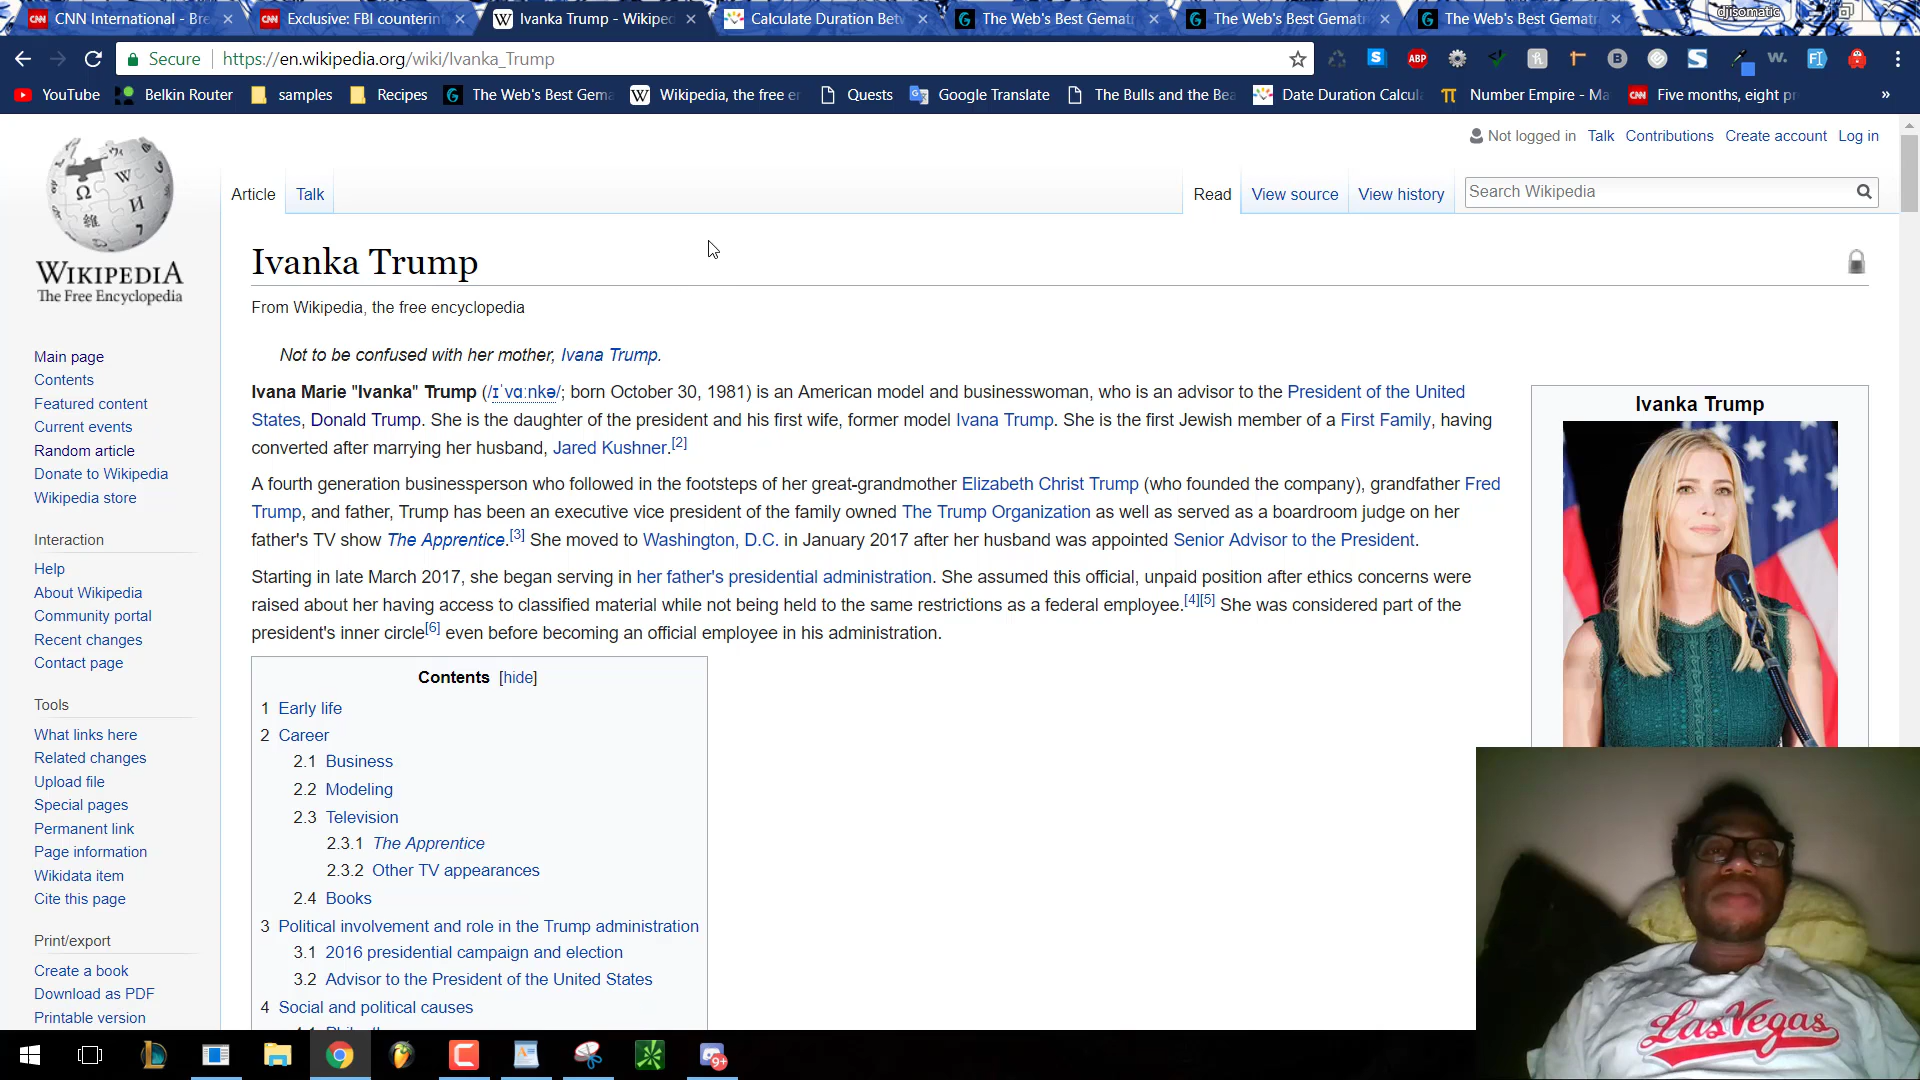 CNN International - Bre
Exclusive: FBI counterin
Ivanka Trump - Wikiped
Calculate Duration Betw
The Web's Best Gematr
The Web's Best Gematr
The Web's Best Gematr
djisomatic
Secure
https://en.wikipedia.org/wiki/Ivanka_Trump
YouTube
Belkin Router
samples
Recipes
The Web's Best Gema
Wikipedia, the free e
Quests
Google Translate
The Bulls and the Bea
Date Duration Calcul
Number Empire - Ma
Five months, eight pr
»
Not logged in Talk Contributions Create account Log in
Article Talk
Read View source View history
Search Wikipedia
WIKIPEDIA
The Free Encyclopedia
Main page
Contents
Featured content
Current events
Random article
Donate to Wikipedia
Wikipedia store
Interaction
Help
About Wikipedia
Community portal
Recent changes
Contact page
Tools
What links here
Related changes
Upload file
Special pages
Permanent link
Page information
Wikidata item
Cite this page
Print/export
Create a book
Download as PDF
Printable version
Ivanka Trump
From Wikipedia, the free encyclopedia
Not to be confused with her mother, Ivana Trump.
Ivana Marie "Ivanka" Trump (/ɪˈvɑːnkə/; born October 30, 1981) is an American model and businesswoman, who is an advisor to the President of the United
States, Donald Trump. She is the daughter of the president and his first wife, former model Ivana Trump. She is the first Jewish member of a First Family, having
converted after marrying her husband, Jared Kushner.[2]
A fourth generation businessperson who followed in the footsteps of her great-grandmother Elizabeth Christ Trump (who founded the company), grandfather Fred
Trump, and father, Trump has been an executive vice president of the family owned The Trump Organization as well as served as a boardroom judge on her
father's TV show The Apprentice.[3] She moved to Washington, D.C. in January 2017 after her husband was appointed Senior Advisor to the President.
Starting in late March 2017, she began serving in her father's presidential administration. She assumed this official, unpaid position after ethics concerns were
raised about her having access to classified material while not being held to the same restrictions as a federal employee.[4][5] She was considered part of the
president's inner circle[6] even before becoming an official employee in his administration.
Contents [hide]
1 Early life
2 Career
2.1 Business
2.2 Modeling
2.3 Television
2.3.1 The Apprentice
2.3.2 Other TV appearances
2.4 Books
3 Political involvement and role in the Trump administration
3.1 2016 presidential campaign and election
3.2 Advisor to the President of the United States
4 Social and political causes
Ivanka Trump
Las Vegas
9+